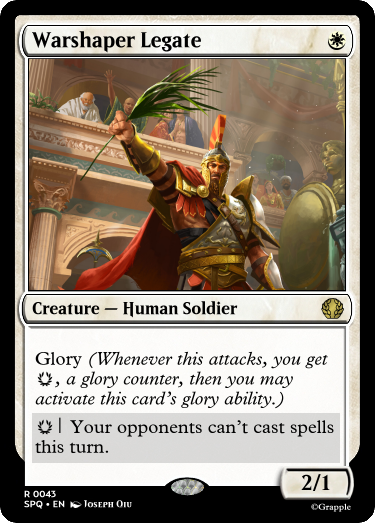 Warshaper Legate
Creature — Human Soldier
Glory (Whenever this attacks, you get
, a glory counter, then you may
activate this card's glory ability.)
| Your opponents can't cast spells
this turn.
2/1
R 0043
SPQ • EN Joseph Oiu
©Grapple